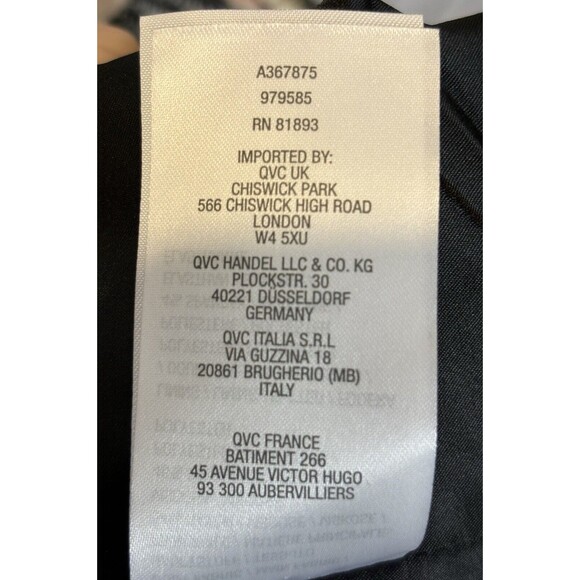 A367875
979585
RN 81893
IMPORTED BY:
QVC UK
CHISWICK PARK
566 CHISWICK HIGH ROAD
LONDON
W4 5XU
QVC HANDEL LLC & CO. KG
PLOCKSTR. 30
40221 DÜSSELDORF
GERMANY
QVC ITALIA S.R.L
VIA GUZZINA 18
20861 BRUGHERIO (MB)
ITALY
QVC FRANCE
BATIMENT 266
45 AVENUE VICTOR HUGO
93 300 AUBERVILLIERS